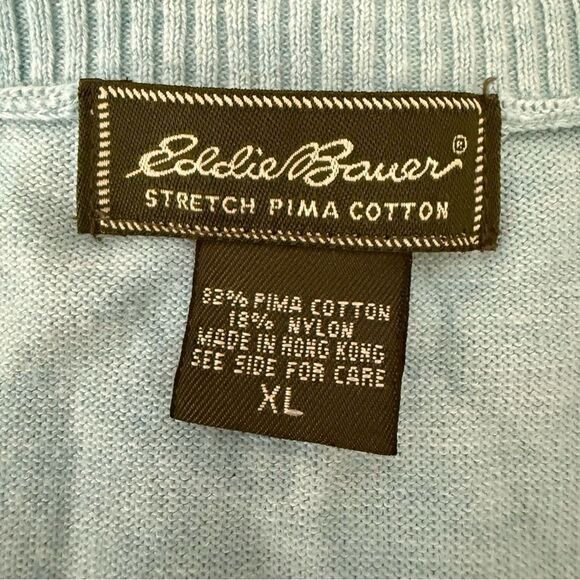 Eddie Bauer®
STRETCH PIMA COTTON
82% PIMA COTTON
18% NYLON
MADE IN HONG KONG
SEE SIDE FOR CARE
XL